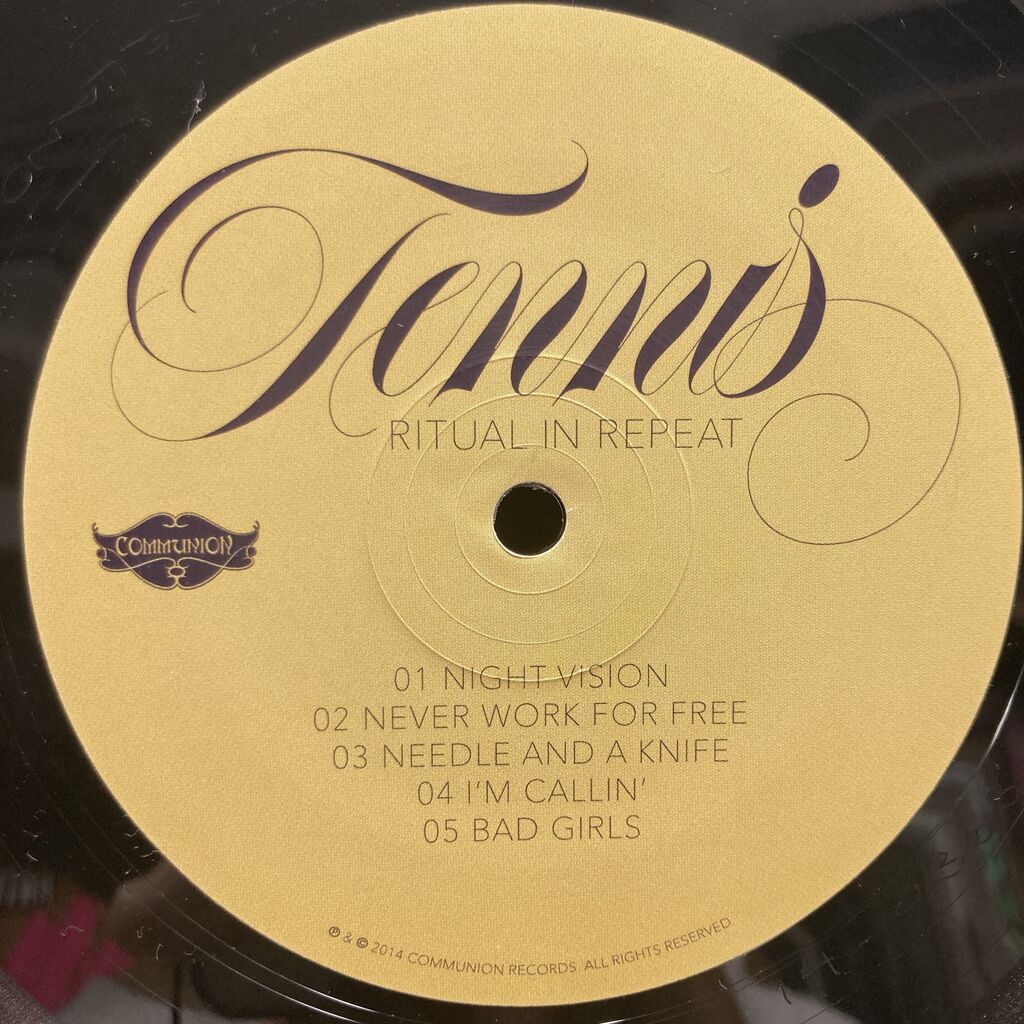 Tennis
RITUAL IN REPEAT
COMMUNION
01 NIGHT VISION
02 NEVER WORK FOR FREE
03 NEEDLE AND A KNIFE
04 I'M CALLIN'
05 BAD GIRLS
℗ & © 2014 COMMUNION RECORDS. ALL RIGHTS RESERVED